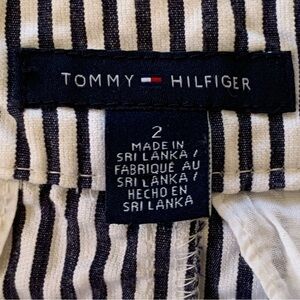 TOMMY HILFIGER
2
MADE IN
SRI LANKA /
FABRIQUÉ AU
SRI LANKA /
HECHO EN
SRI LANKA